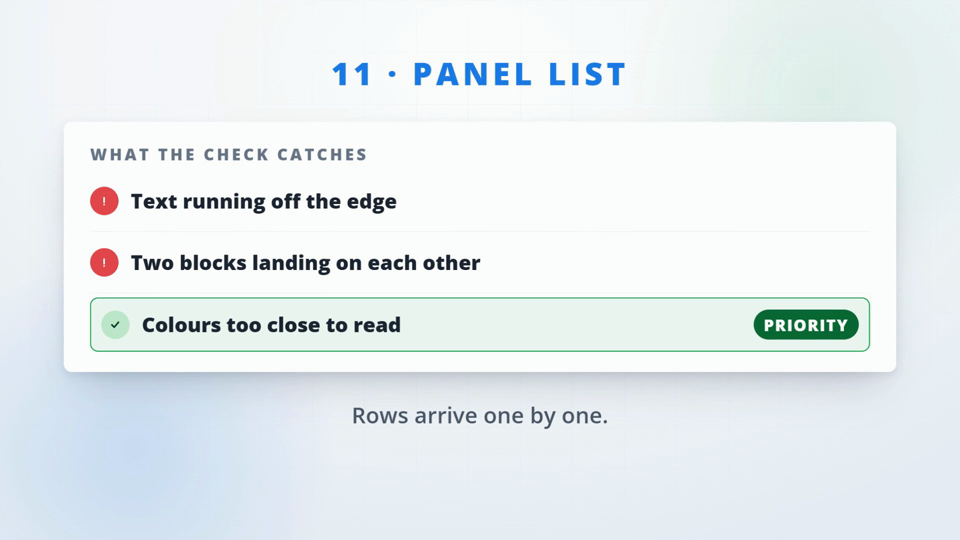 11 · PANEL LIST
WHAT THE CHECK CATCHES
! Text running off the edge
! Two blocks landing on each other
Colours too close to read PRIORITY
Rows arrive one by one.